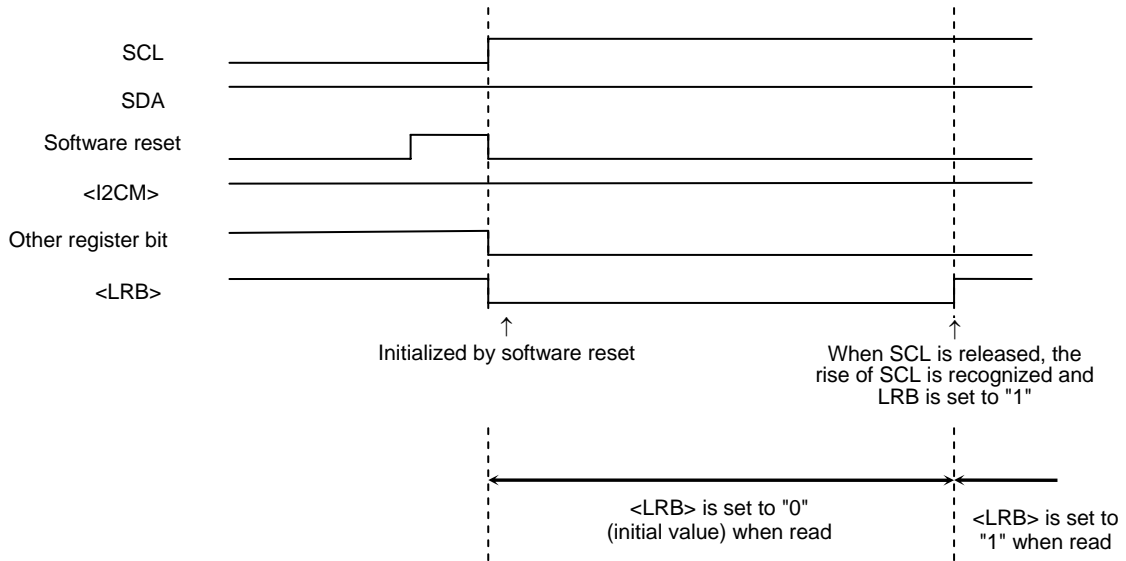 SCL
SDA
Software reset
<I2CM>
Other register bit
<LRB>
↑
Initialized by software reset
↑
When SCL is released, the
rise of SCL is recognized and
LRB is set to "1"
<LRB> is set to "0"
(initial value) when read
<LRB> is set to
"1" when read